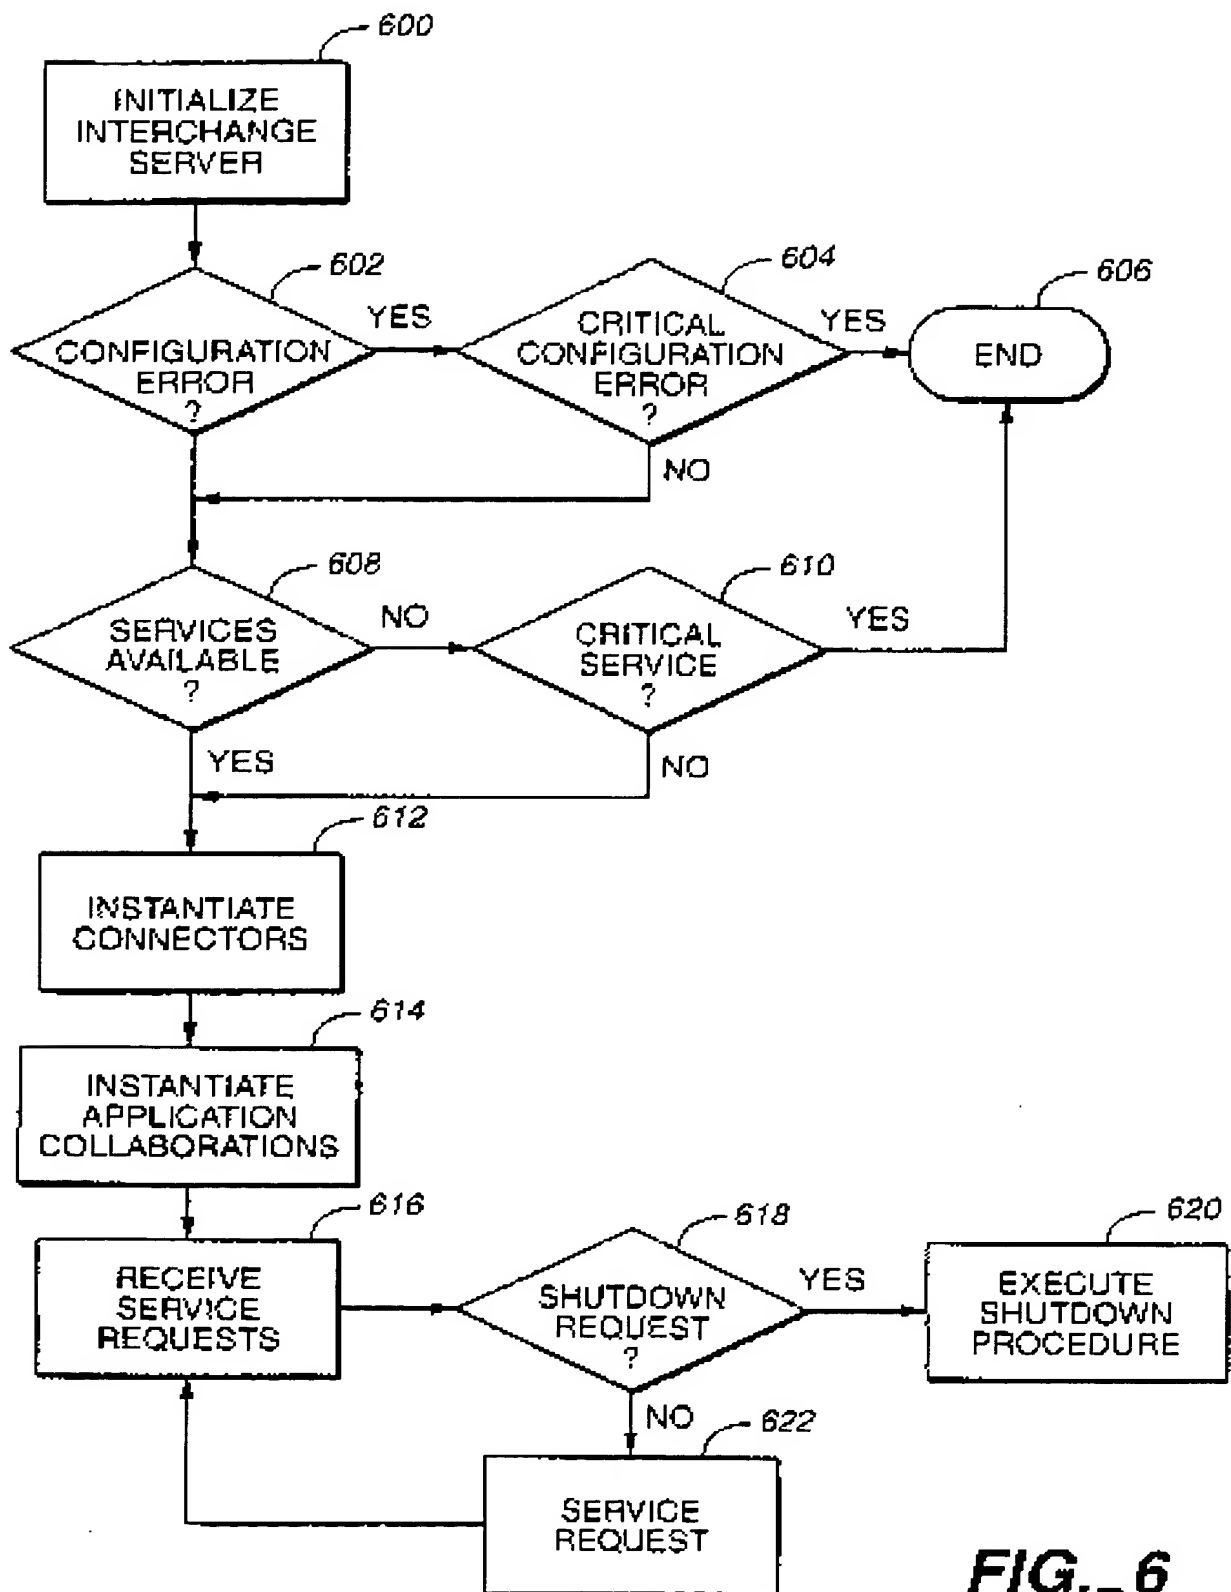 600
INITIALIZE
INTERCHANGE
SERVER
602
604
606
CONFIGURATION
ERROR
?
YES
CRITICAL
CONFIGURATION
ERROR
?
YES
END
NO
608
610
SERVICES
AVAILABLE
?
NO
CRITICAL
SERVICE
?
YES
YES
NO
612
INSTANTIATE
CONNECTORS
614
INSTANTIATE
APPLICATION
COLLABORATIONS
616
618
620
RECEIVE
SERVICE
REQUESTS
SHUTDOWN
REQUEST
?
YES
EXECUTE
SHUTDOWN
PROCEDURE
NO
622
SERVICE
REQUEST
FIG._6